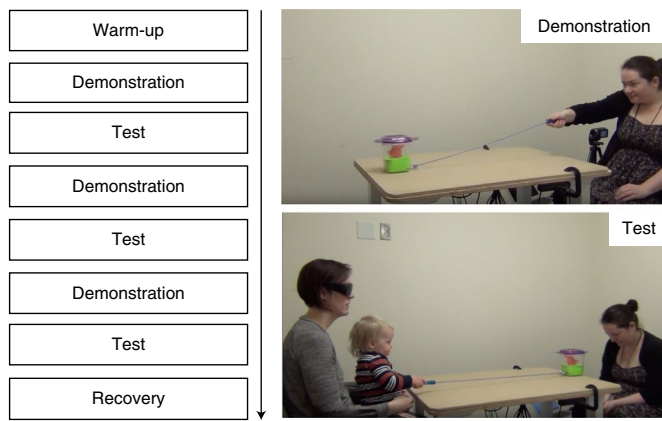 Warm-up
Demonstration
Test
Demonstration
Test
Demonstration
Test
Recovery
Demonstration
Test